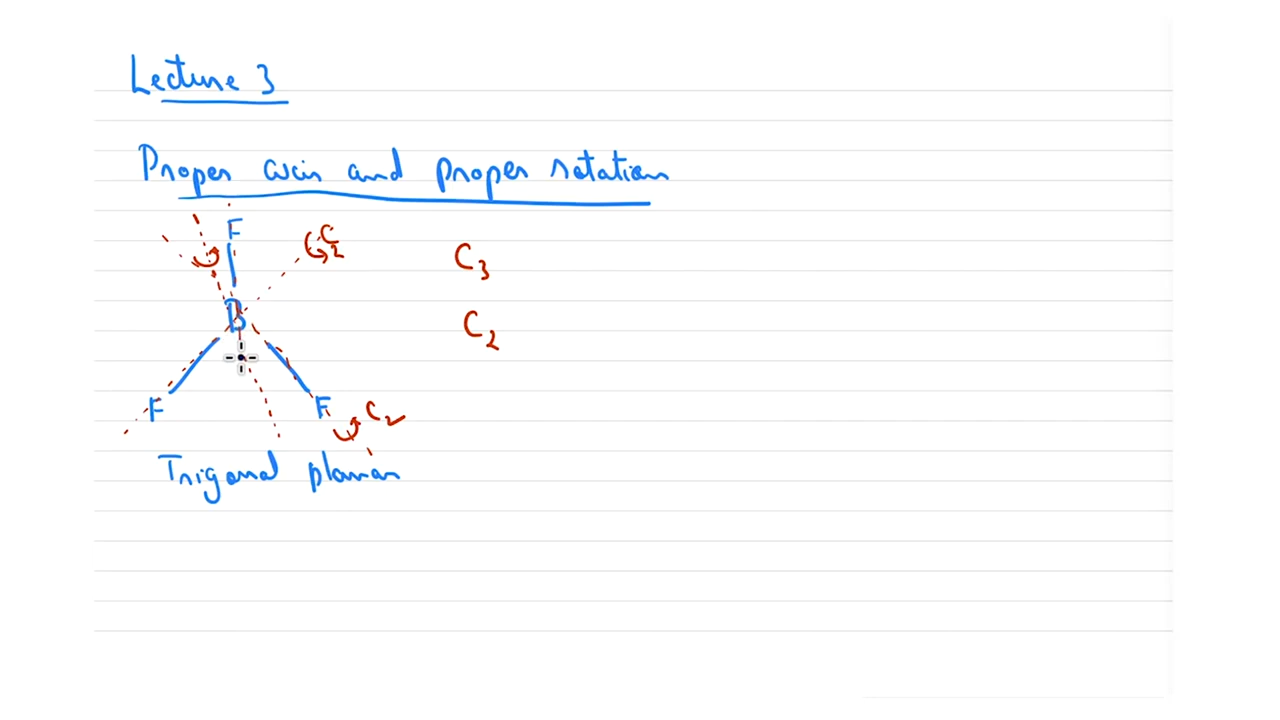 Lecture 3
Proper axis and proper rotation
F
C2
C3
B
C2
F
F
C2
Trigonal planar